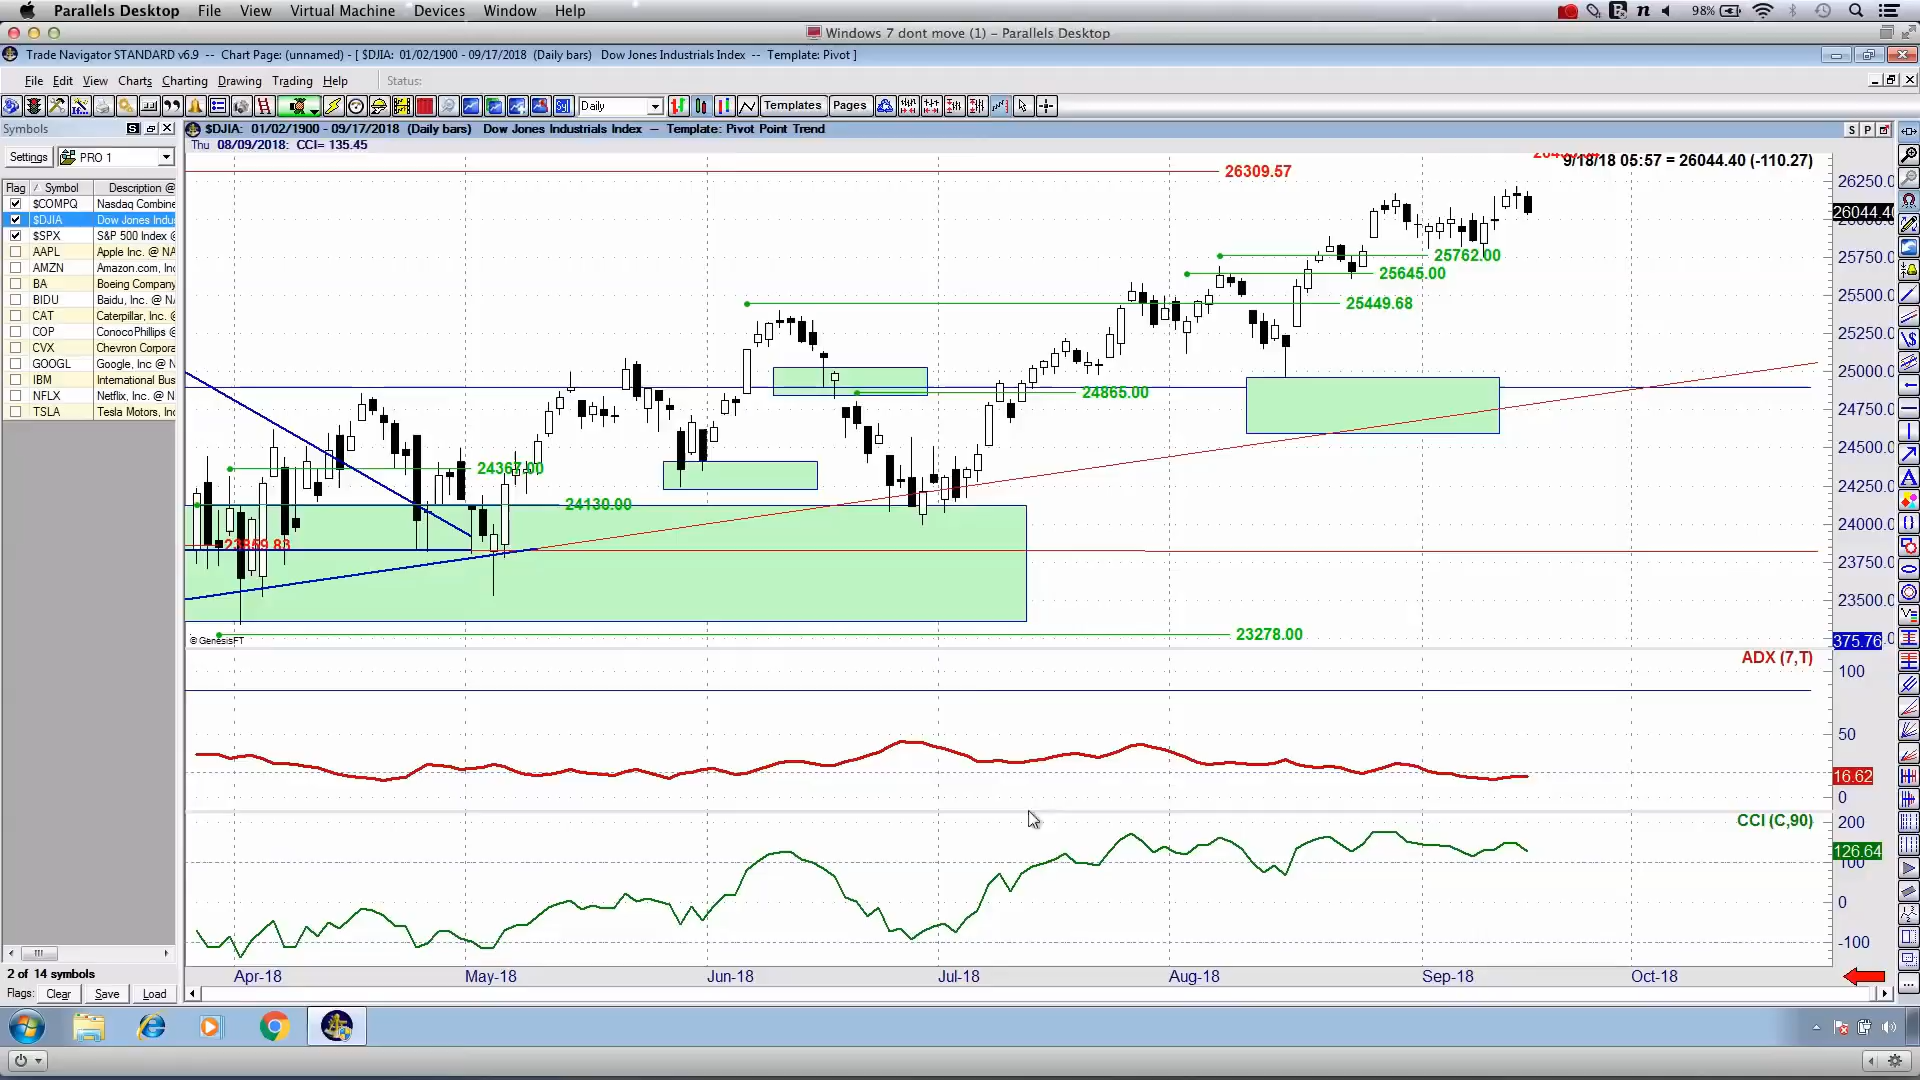 Parallels Desktop File View Virtual Machine Devices Window Help 98%
Windows 7 dont move (1) - Parallels Desktop
Trade Navigator STANDARD v6.9 -- Chart Page: (unnamed) - [ $DJIA: 01/02/1900 - 09/17/2018 (Daily bars) Dow Jones Industrials Index -- Template: Pivot ]
File Edit View Charts Charting Drawing Trading Help Status:
Daily Templates Pages
Symbols S
$DJIA: 01/02/1900 - 09/17/2018 (Daily bars) Dow Jones Industrials Index – Template: Pivot Point Trend S P
Thu 08/09/2018: CCI= 135.45
Settings PRO 1
9/18/18 05:57 = 26044.40 (-110.27)
Flag Symbol Description @
$COMPQ Nasdaq Combine
$DJIA Dow Jones Indu
$SPX S&P 500 Index @
AAPL Apple Inc. @ NA
AMZN Amazon.com, Inc
BA Boeing Company
BIDU Baidu, Inc. @ N
CAT Caterpillar, Inc.
COP ConocoPhillips @
CVX Chevron Corpora
GOOGL Google, Inc @ N
IBM International Bus
NFLX Netflix, Inc. @ N
TSLA Tesla Motors, Inc
26309.57
25762.00
25645.00
25449.68
24865.00
24367.00
24130.00
23859.83
23278.00
© GenesisFT
26250.0
26044.40
25750.0
25500.0
25250.0
25000.0
24750.0
24500.0
24250.0
24000.0
23750.0
23500.0
375.76
ADX (7,T)
100
50
16.62
0
CCI (C,90)
200
126.64
100
0
-100
Apr-18 May-18 Jun-18 Jul-18 Aug-18 Sep-18 Oct-18
2 of 14 symbols
Flags: Clear Save Load